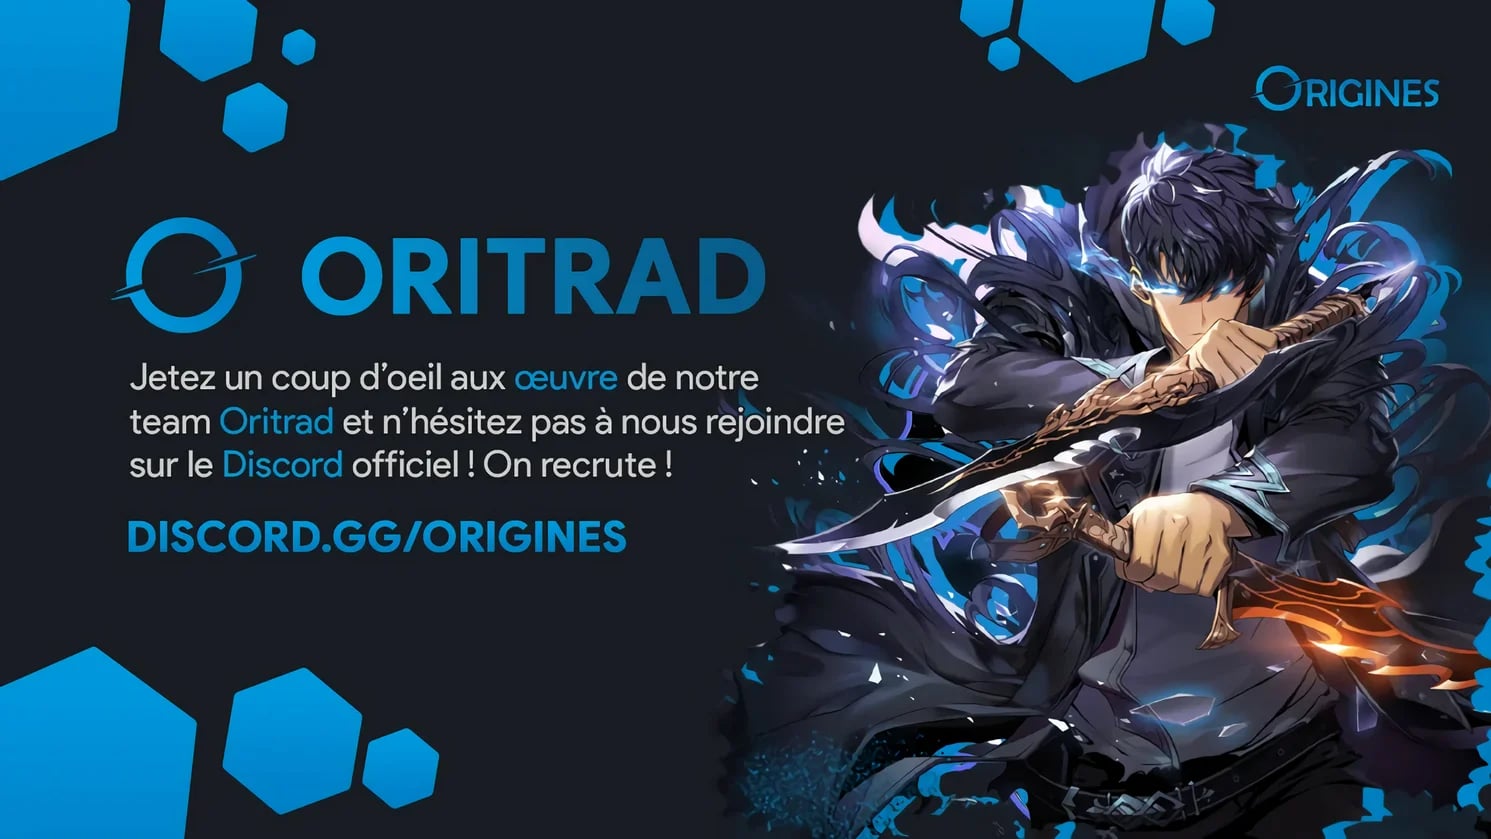 ORIGINES
ORITRAD
Jetez un coup d’oeil aux œuvre de notre
team Oritrad et n’hésitez pas à nous rejoindre
sur le Discord officiel ! On recrute !
DISCORD.GG/ORIGINES